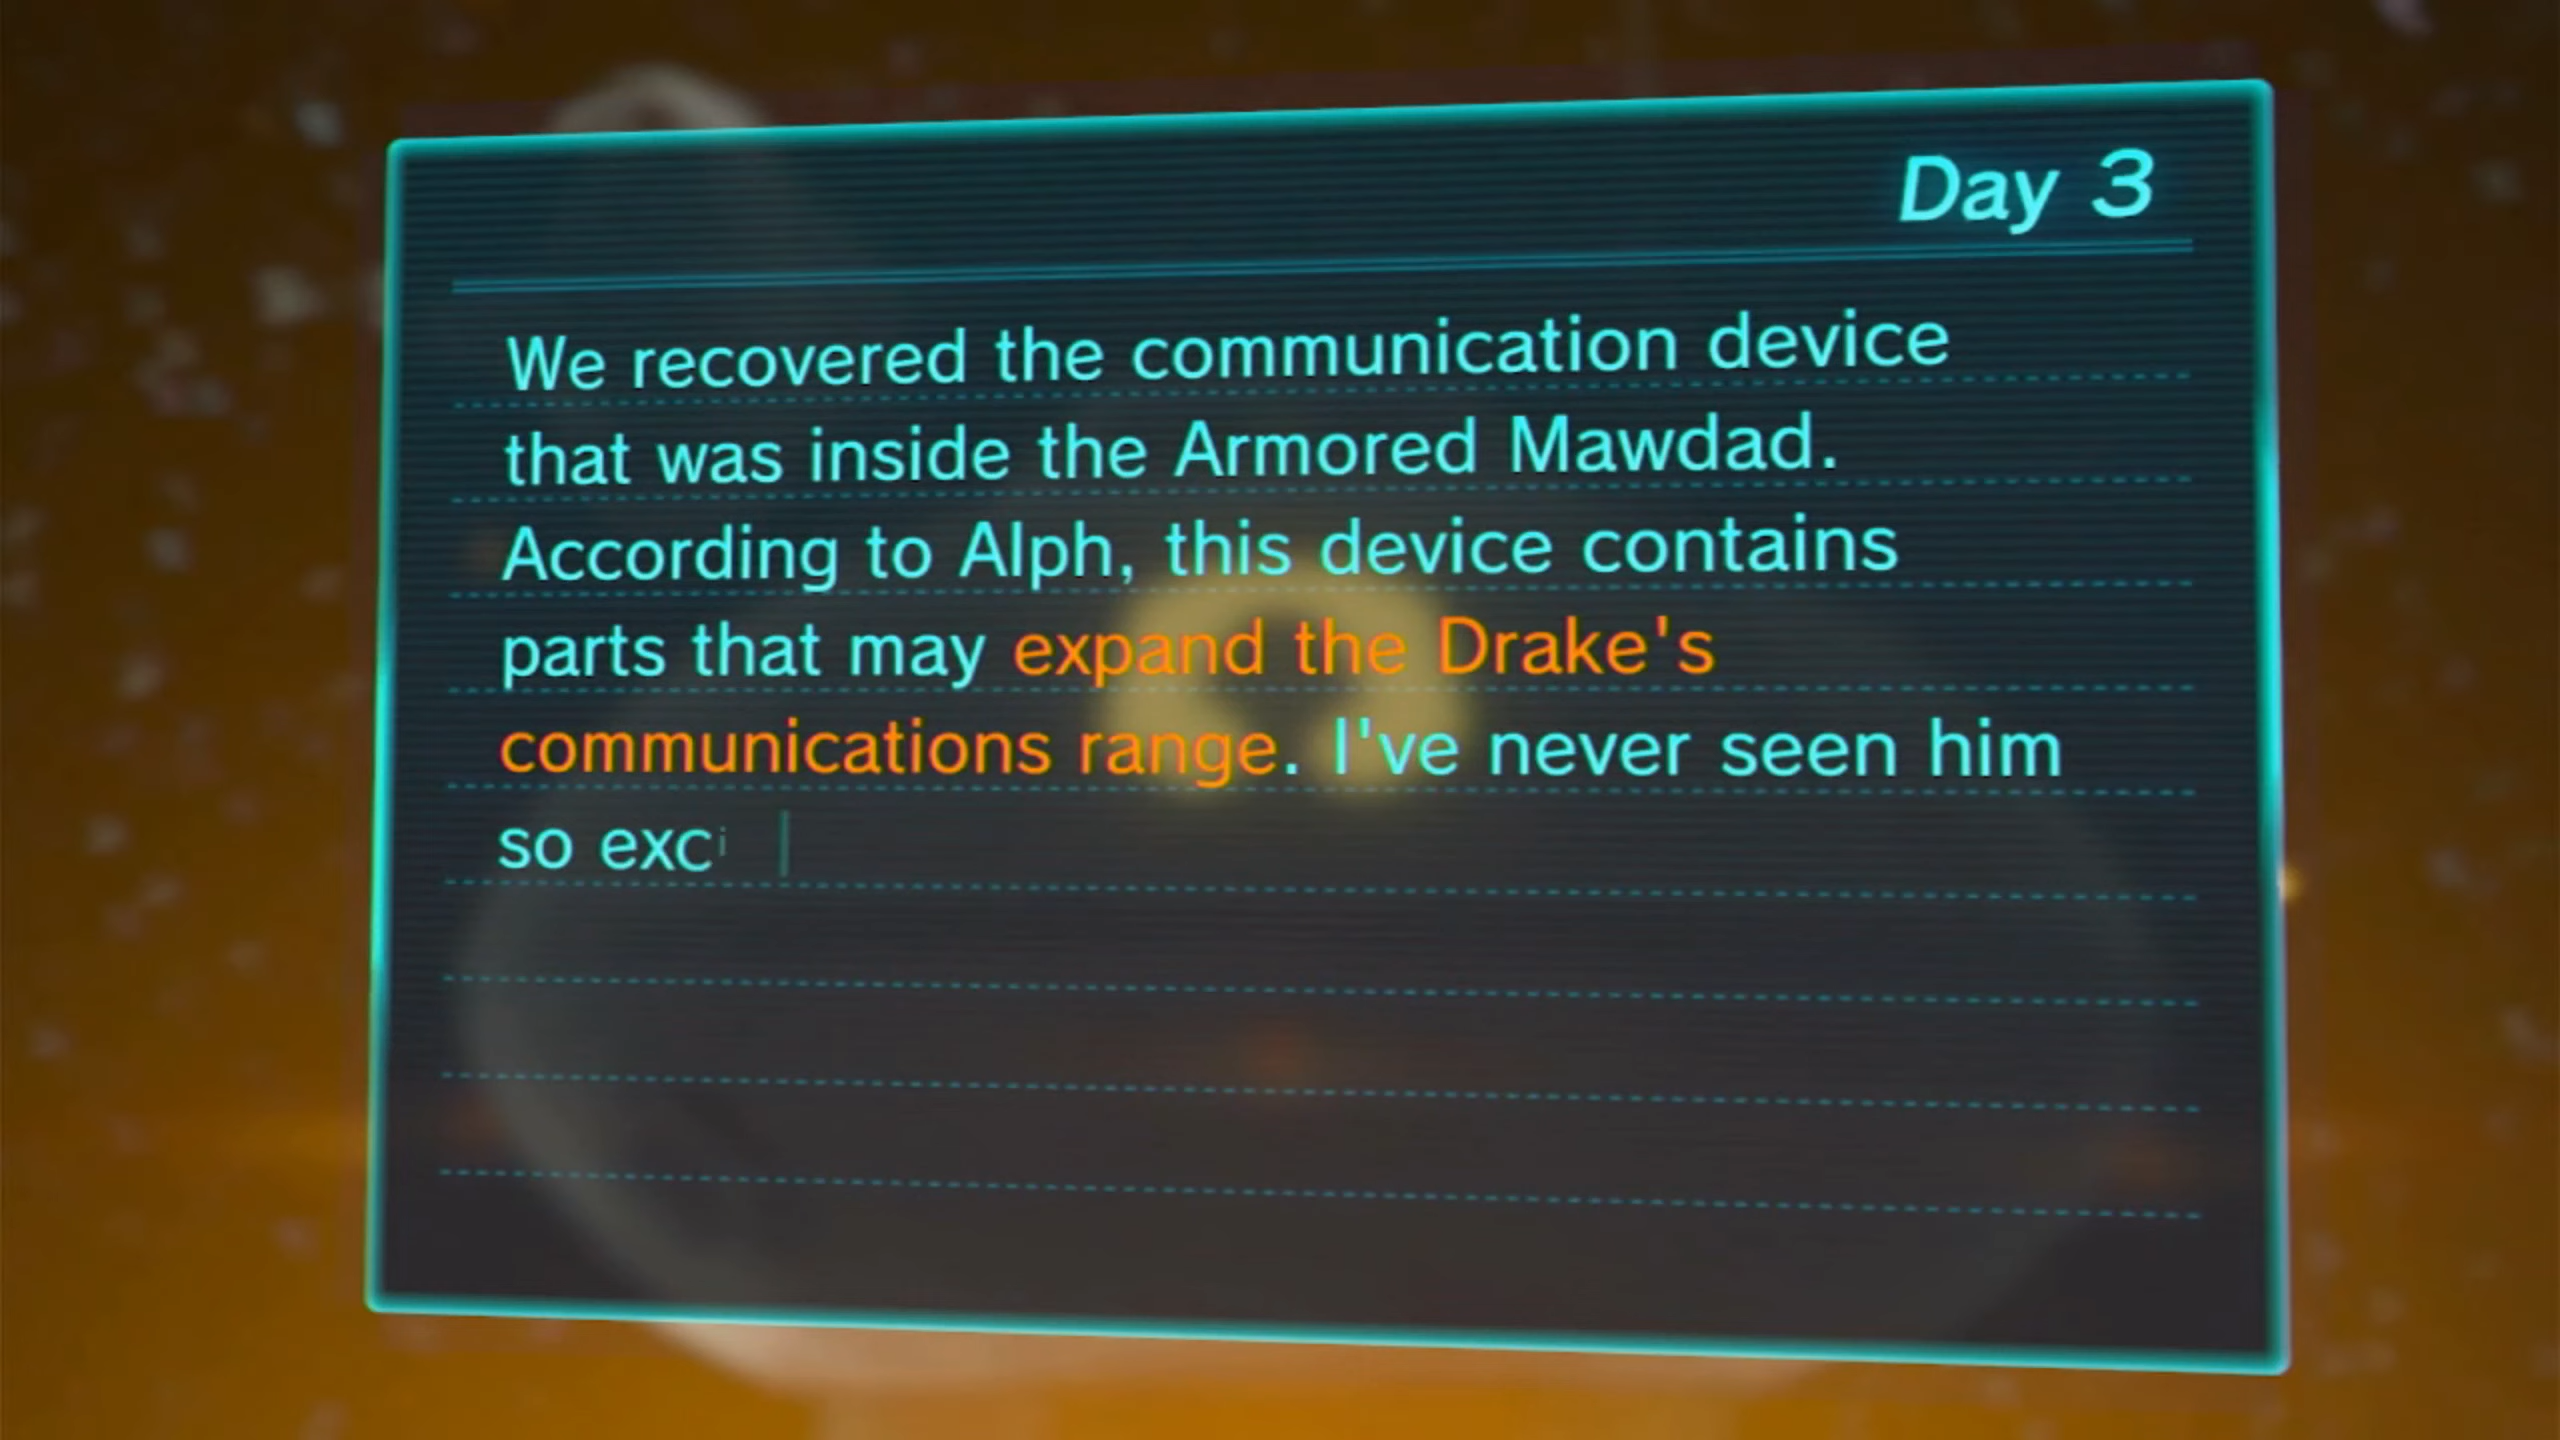 Day 3
We recovered the communication device
that was inside the Armored Mawdad.
According to Alph, this device contains
parts that may expand the Drake's
communications range. I've never seen him
so exci